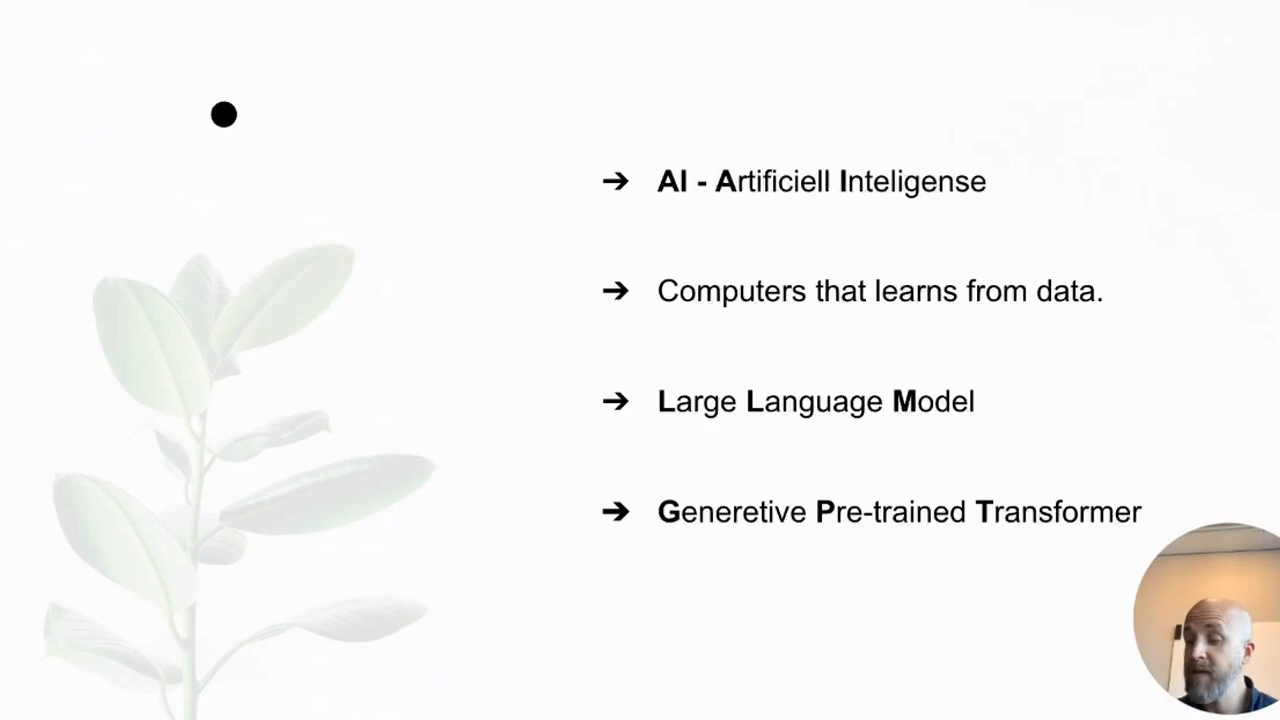 ➔ AI - Artificiell Inteligense
➔ Computers that learns from data.
➔ Large Language Model
➔ Generetive Pre-trained Transformer